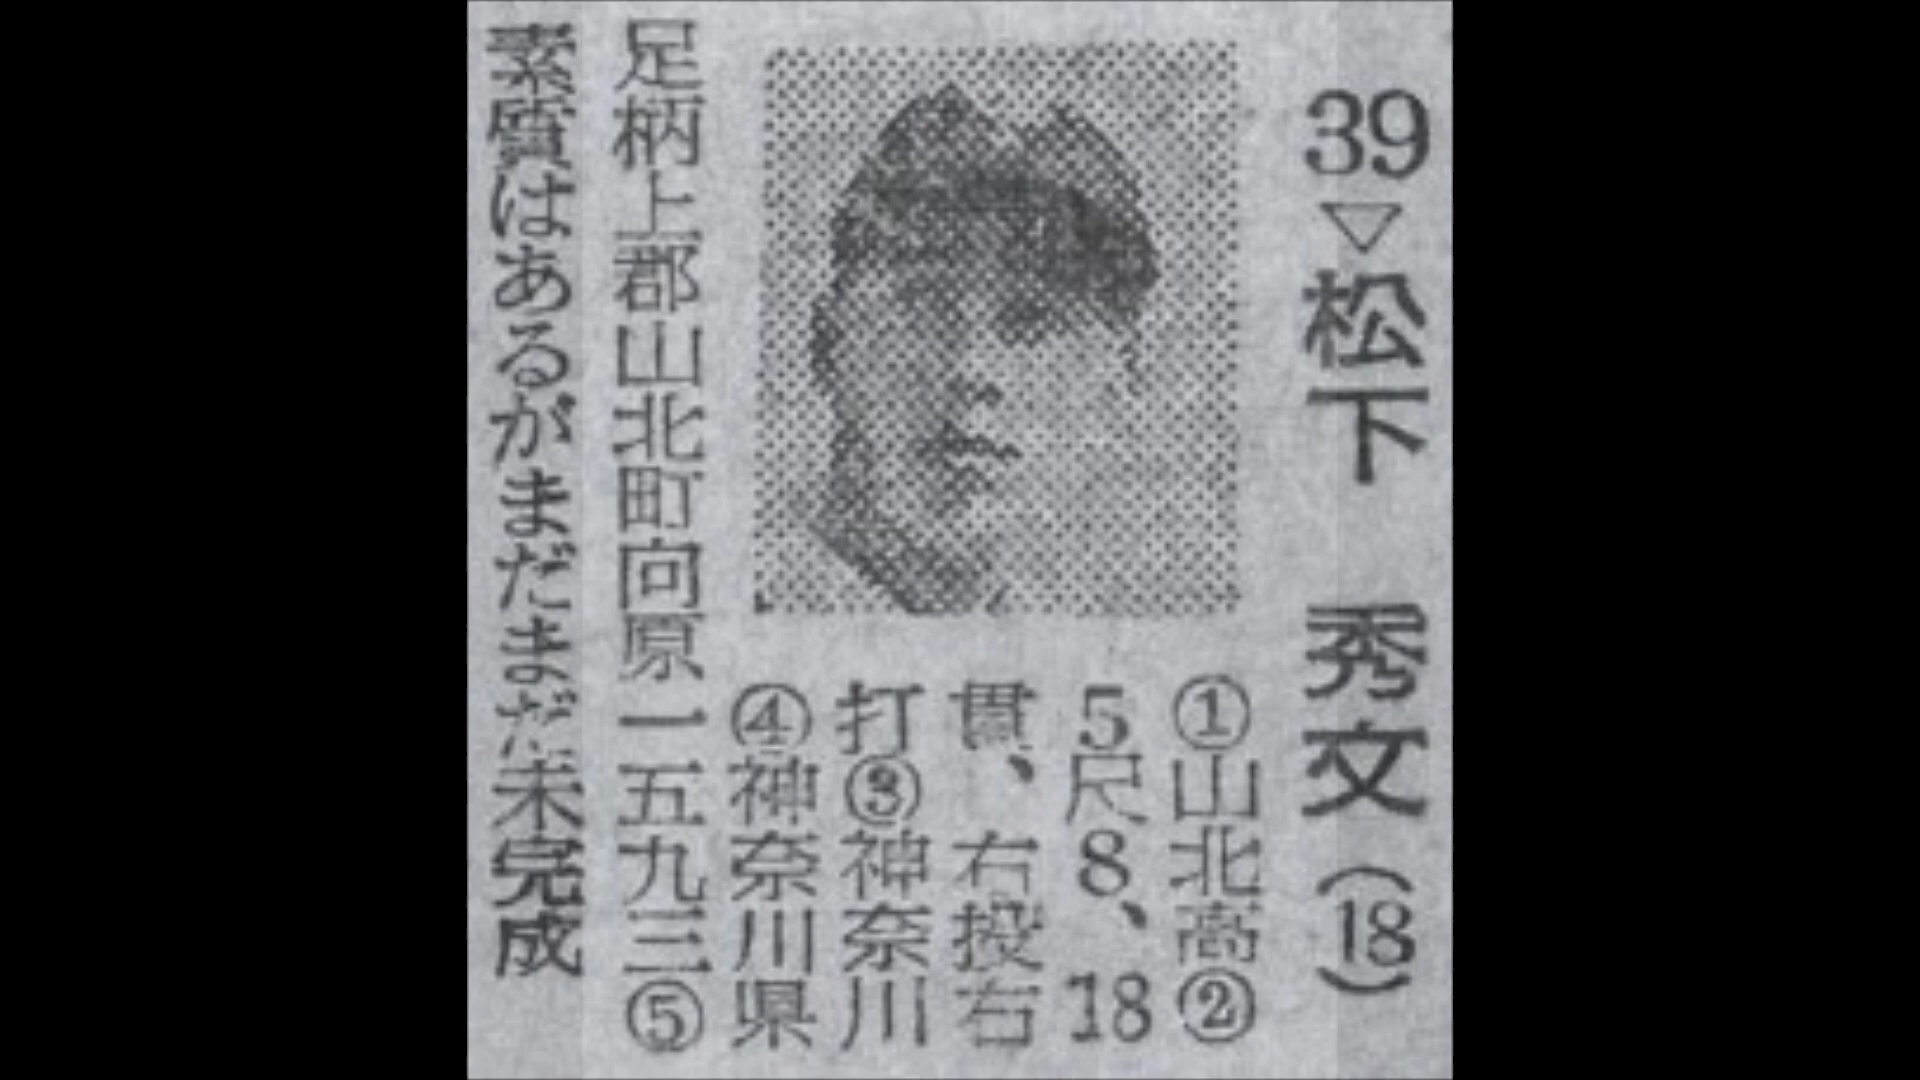 39▽松下 秀文(18)
①山北高②
5尺8、18
貫、右投右
打③神奈川
④神奈川県
足柄上郡山北町向原一五九三⑤
素質はあるがまだまだ未完成